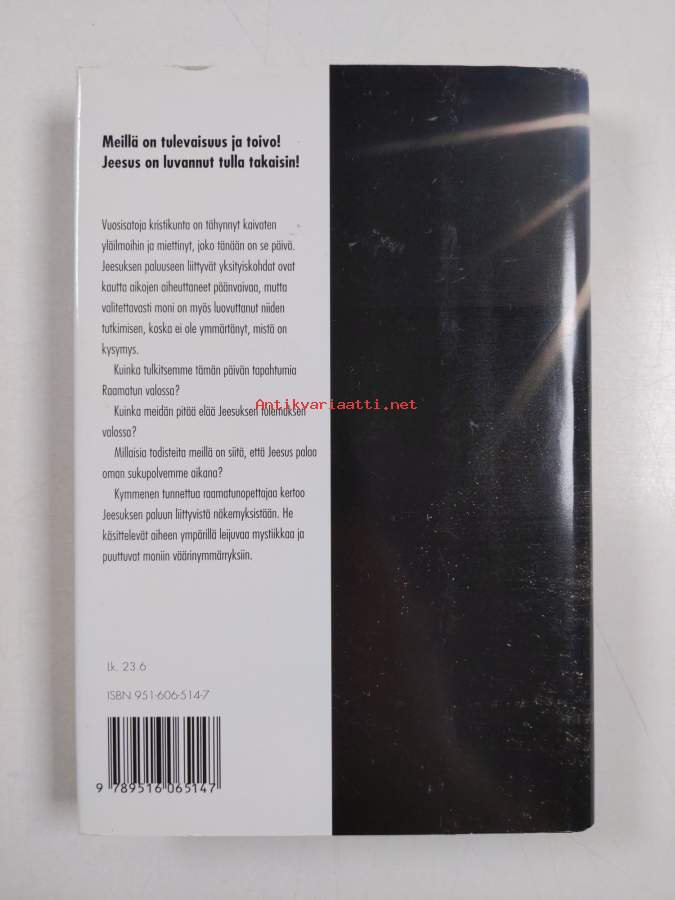 Meillä on tulevaisuus ja toivo!
Jeesus on luvannut tulla takaisin!
Vuosisatoja kristikunta on tähynnyt kaivaten
yläilmoihin ja miettinyt, joko tänään on se päivä.
Jeesuksen paluuseen liittyvät yksityiskohdat ovat
kautta aikojen aiheuttaneet päänvaivaa, mutta
valitettavasti moni on myös luovuttanut niiden
tutkimisen, koska ei ole ymmärtänyt, mistä on
kysymys.
Kuinka tulkitsemme tämän päivän tapahtumia
Raamatun valossa?
Antikvariaatti.net
Kuinka meidän pitää elää Jeesuksen tulemuksen
valossa?
Millaisia todisteita meillä on siitä, että Jeesus palaa
oman sukupolvemme aikana?
Kymmenen tunnettua raamatunopettajaa kertoo
Jeesuksen paluun liittyvistä näkemyksistään. He
käsittelevät aiheen ympärillä leijuvaa mystiikkaa ja
puuttuvat moniin väärinymmärryksiin.
Lk. 23.6
ISBN 951-606-514-7
9 789516 065147